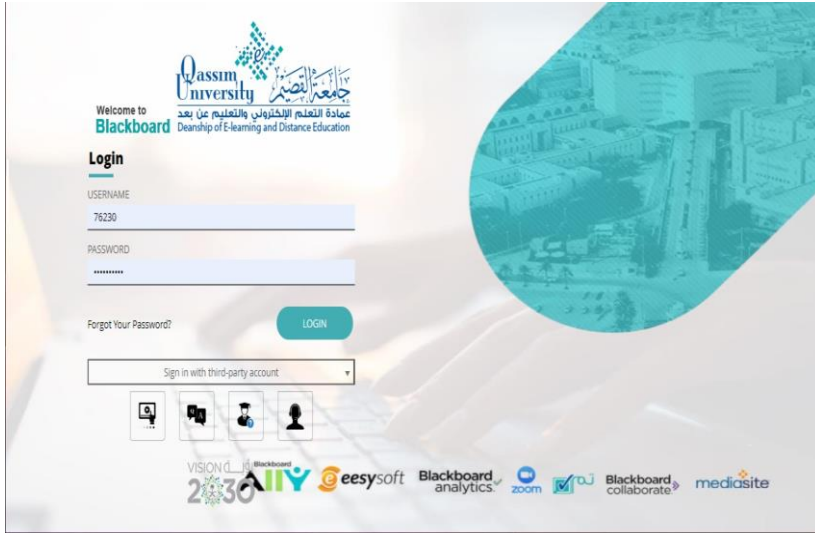 Qassim
University
جامعة القصيم
عمادة التعلم الإلكتروني والتعليم عن بعد
Welcome to
Blackboard
Deanship of E-learning and Distance Education
Login
USERNAME
76230
PASSWORD
••••••••••
Forgot Your Password?
LOGIN
Sign in with third-party account
VISION رؤية
2030
Blackboard
Ally
eesysoft
Blackboard
analytics
zoom
تم
Blackboard
collaborate
mediasite